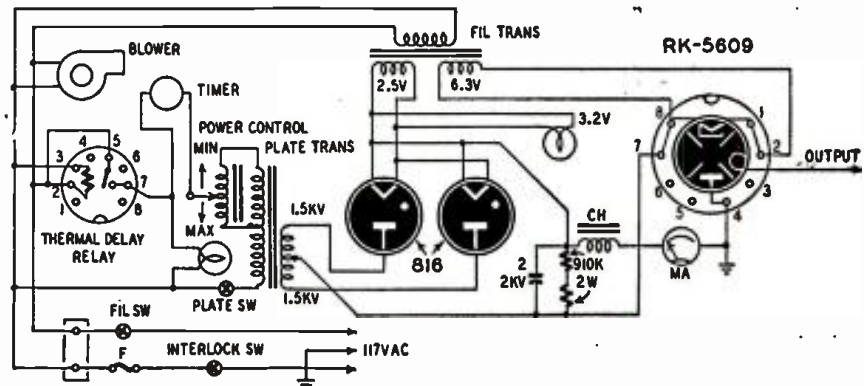 FIL TRANS
RK-5609
BLOWER
2.5V
6.3V
TIMER
3.2V
POWER CONTROL
PLATE TRANS
MIN
MAX
3
4
5
6
2
7
1
8
THERMAL DELAY
RELAY
1.5KV
1.5KV
816
PLATE SW
CH
2
2KV
910K
2W
MA
8
1
7
2
OUTPUT
6
3
5
4
FIL SW
F
INTERLOCK SW
117VAC